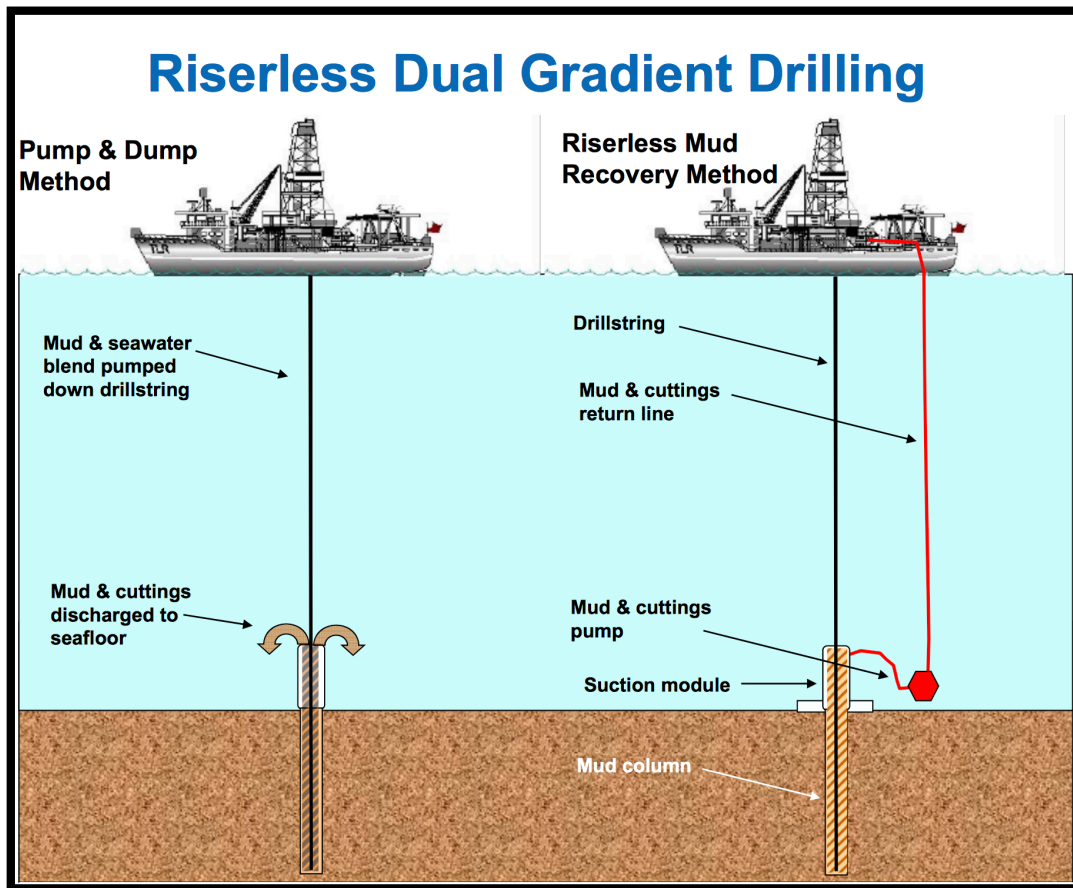 Riserless Dual Gradient Drilling
Pump & Dump
Method
Mud & seawater
blend pumped
down drillstring
Mud & cuttings
discharged to
seafloor
Riserless Mud
Recovery Method
Drillstring
Mud & cuttings
return line
Mud & cuttings
pump
Suction module
Mud column